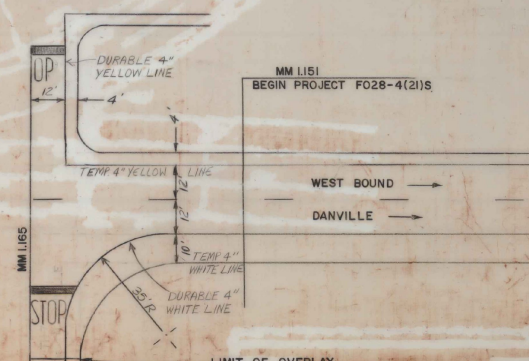 DURABLE 4"
YELLOW LINE
OP
12'
4'
MM 1.151
BEGIN PROJECT F028-4(21)S
4'
TEMP 4" YELLOW LINE
12'
WEST BOUND
12'
DANVILLE
MM 1.165
10'
TEMP 4"
WHITE LINE
DURABLE 4"
WHITE LINE
35' R
STOP
LIMIT OF OVERLAY